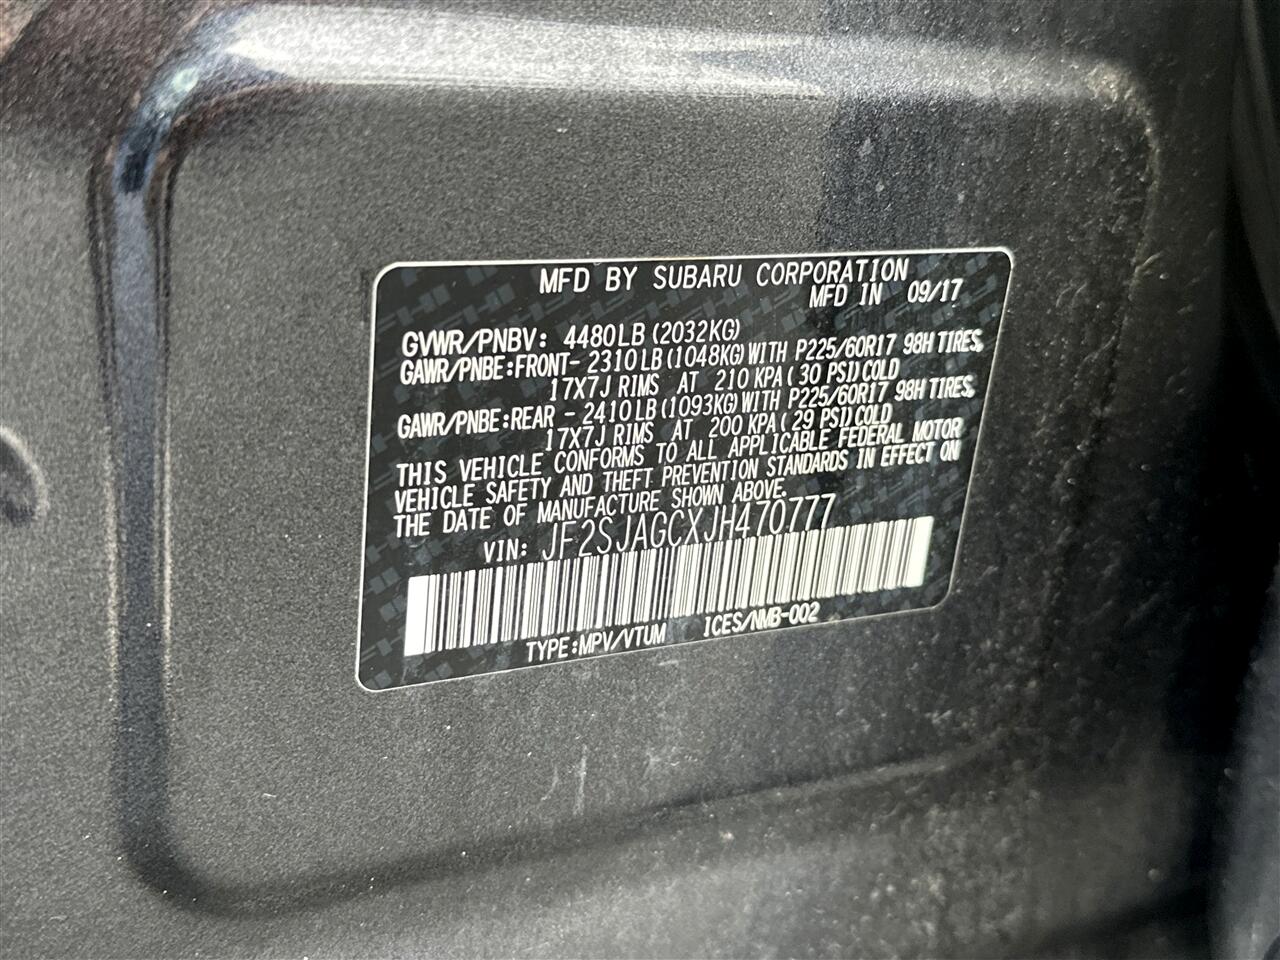 MFD BY SUBARU CORPORATION
MFD IN 09/17
GVWR/PNBV: 4480LB (2032KG)
GAWR/PNBE:FRONT- 2310LB (1048KG) WITH P225/60R17 98H TIRES,
17X7J RIMS AT 210 KPA( 30 PSI) COLD
GAWR/PNBE:REAR - 2410LB (1093KG) WITH P225/60R17 98H TIRES,
17X7J RIMS AT 200 KPA( 29 PSI) COLD
THIS VEHICLE CONFORMS TO ALL APPLICABLE FEDERAL MOTOR
VEHICLE SAFETY AND THEFT PREVENTION STANDARDS IN EFFECT ON
THE DATE OF MANUFACTURE SHOWN ABOVE.
VIN: JF2SJAGCXJH470777
TYPE:MPV/VTUM ICES/NMB-002